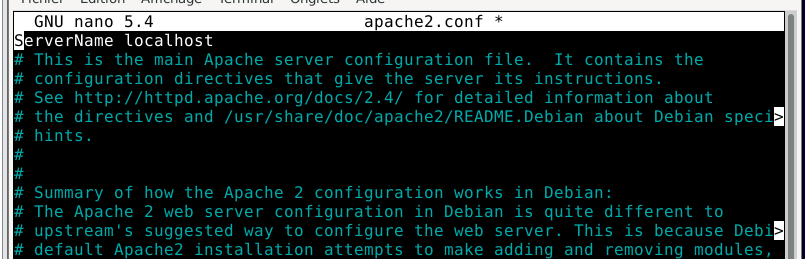 Fichier Édition Affichage Terminal Onglets Aide
GNU nano 5.4 apache2.conf *
ServerName localhost
# This is the main Apache server configuration file.  It contains the
# configuration directives that give the server its instructions.
# See http://httpd.apache.org/docs/2.4/ for detailed information about
# the directives and /usr/share/doc/apache2/README.Debian about Debian speci>
# hints.
#
#
# Summary of how the Apache 2 configuration works in Debian:
# The Apache 2 web server configuration in Debian is quite different to
# upstream's suggested way to configure the web server. This is because Debi>
# default Apache2 installation attempts to make adding and removing modules,